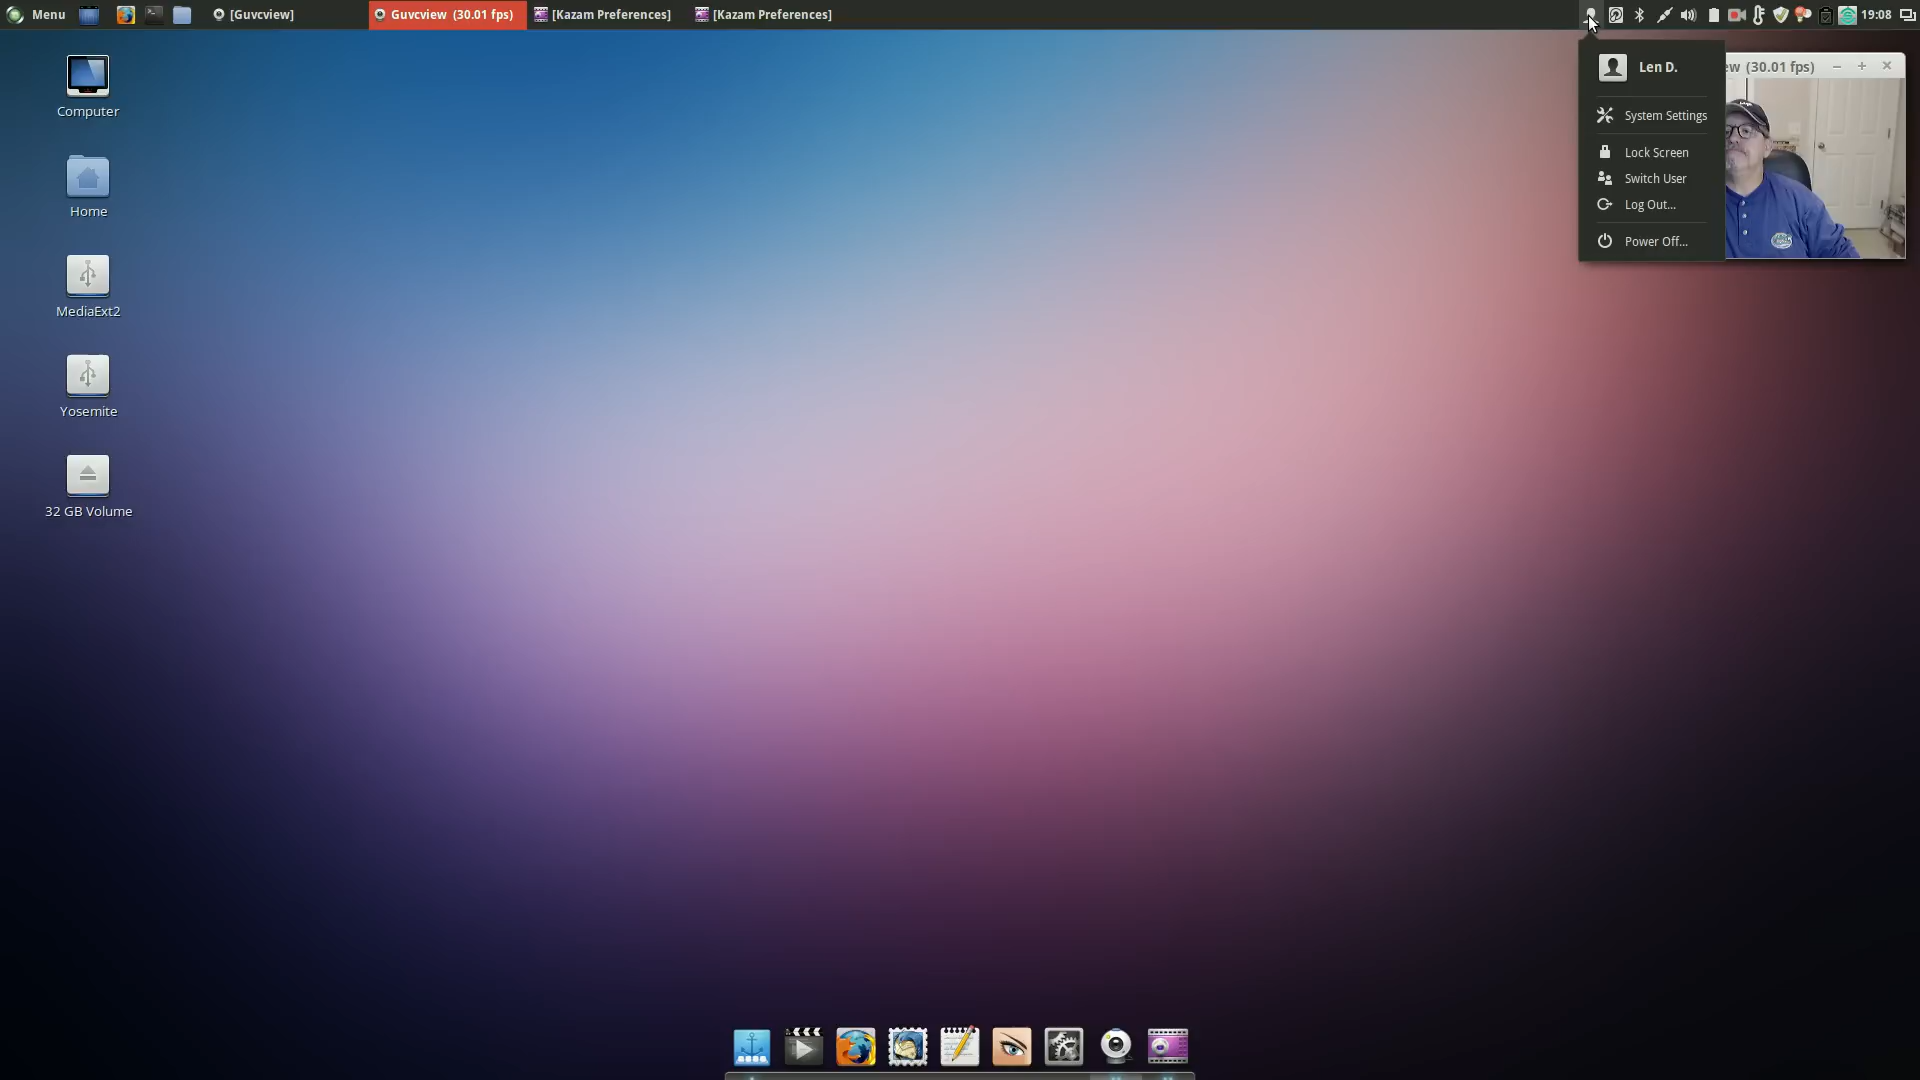 Menu
[Guvcview]
Guvcview (30.01 fps)
[Kazam Preferences]
[Kazam Preferences]
19:08
Len D.
System Settings
Lock Screen
Switch User
Log Out...
Power Off...
ew (30.01 fps)
Computer
Home
MediaExt2
Yosemite
32 GB Volume